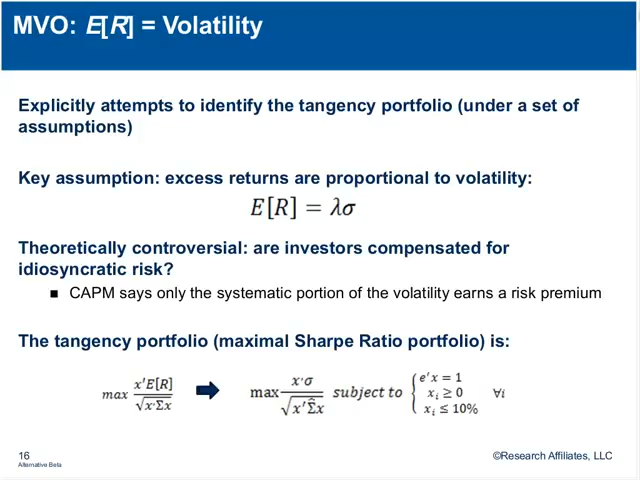 MVO: E[R] = Volatility
Explicitly attempts to identify the tangency portfolio (under a set of
assumptions)
Key assumption: excess returns are proportional to volatility:
E[R] = λσ
Theoretically controversial: are investors compensated for
idiosyncratic risk?
■ CAPM says only the systematic portion of the volatility earns a risk premium
The tangency portfolio (maximal Sharpe Ratio portfolio) is:
max x'E[R] / √x'Σx → max x'σ / √x'Σ̂x subject to { e'x = 1, xᵢ ≥ 0, xᵢ ≤ 10% ∀i
16
Alternative Beta
©Research Affiliates, LLC